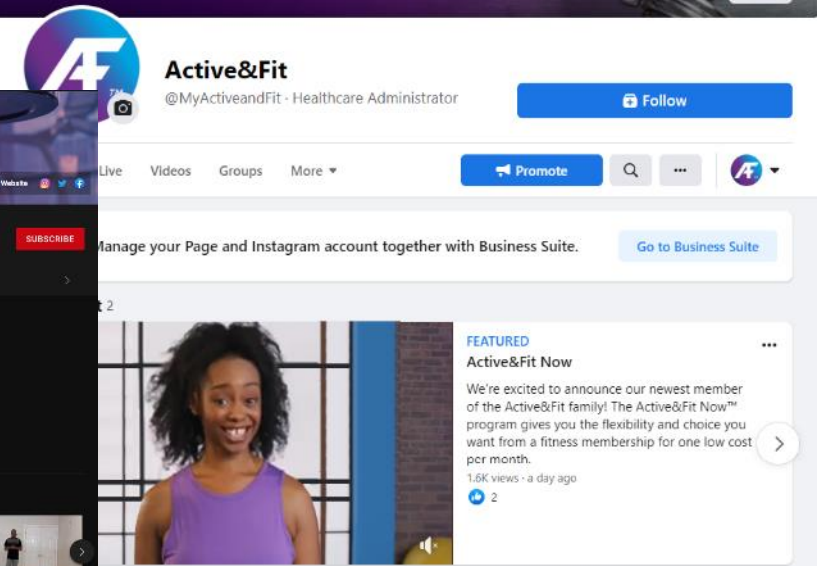 AF
TM
Active&Fit
@MyActiveandFit · Healthcare Administrator
Follow
Website
Live
Videos
Groups
More
Promote
SUBSCRIBE
Manage your Page and Instagram account together with Business Suite.
Go to Business Suite
t 2
FEATURED
Active&Fit Now
We're excited to announce our newest member
of the Active&Fit family! The Active&Fit Now™
program gives you the flexibility and choice you
want from a fitness membership for one low cost
per month.
1.6K views · a day ago
2